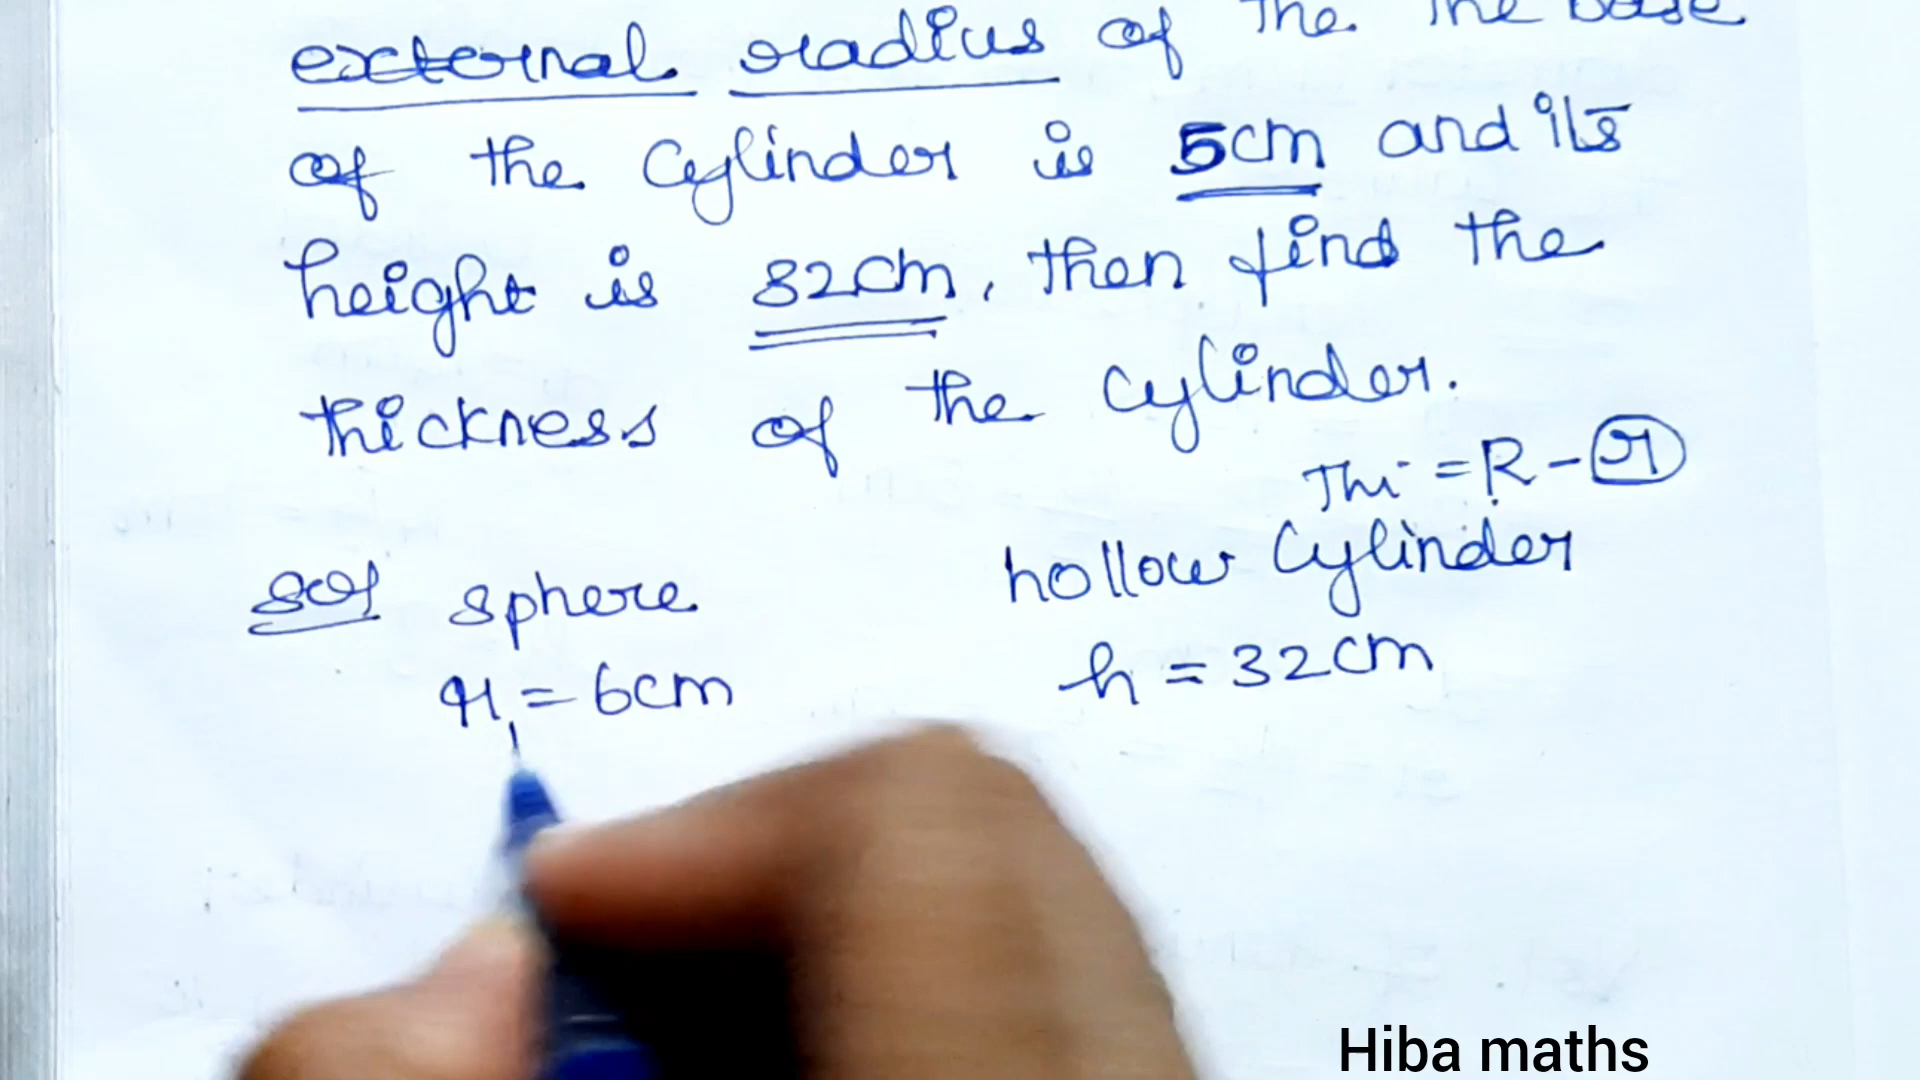 external radius of the the base
of the Cylinder is 5cm and its
height is 32cm, then find the
thickness of the cylinder.
Thi = R - r
sol sphere
hollow Cylinder
r = 6cm
h = 32cm
Hiba maths